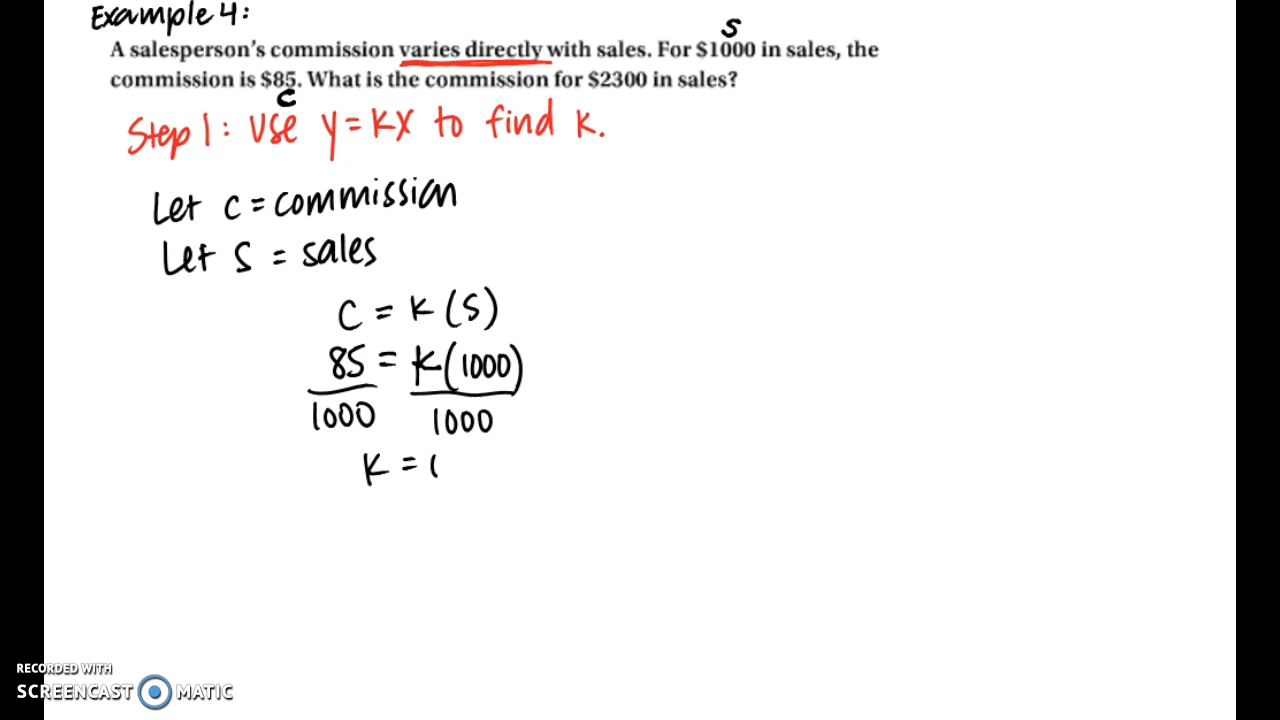 Example 4:
S
A salesperson's commission varies directly with sales. For $1000 in sales, the
commission is $85. What is the commission for $2300 in sales?
C
Step 1: Use y = kx to find k.
Let c = commission
Let S = sales
C = k (S)
85 = k (1000)
1000 1000
k = (
RECORDED WITH
SCREENCAST MATIC